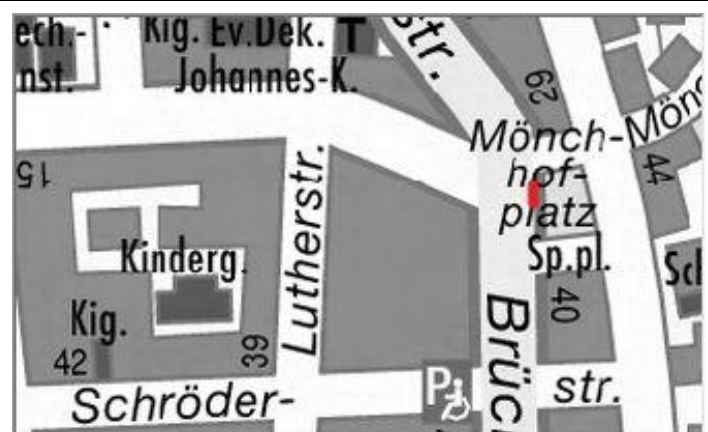 ech.-
nst.
Kig. Ev.Dek. T
Johannes-K.
str.
62
Mönch-
hof-
platz
Mönc
44
15
Lutherstr.
Kinderg.
Kig.
42
39
Sp.pl.
Sch
40
Brüc
Schröder-
P
str.